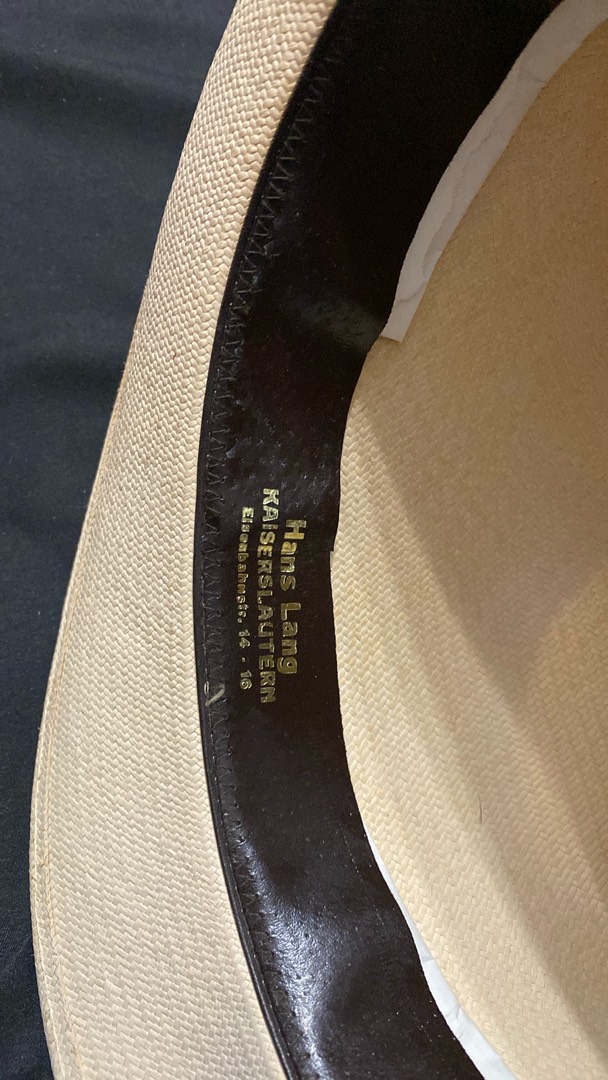 Hans Lang
KAISERSLAUTERN
Eisenbahnstr. 14 - 16